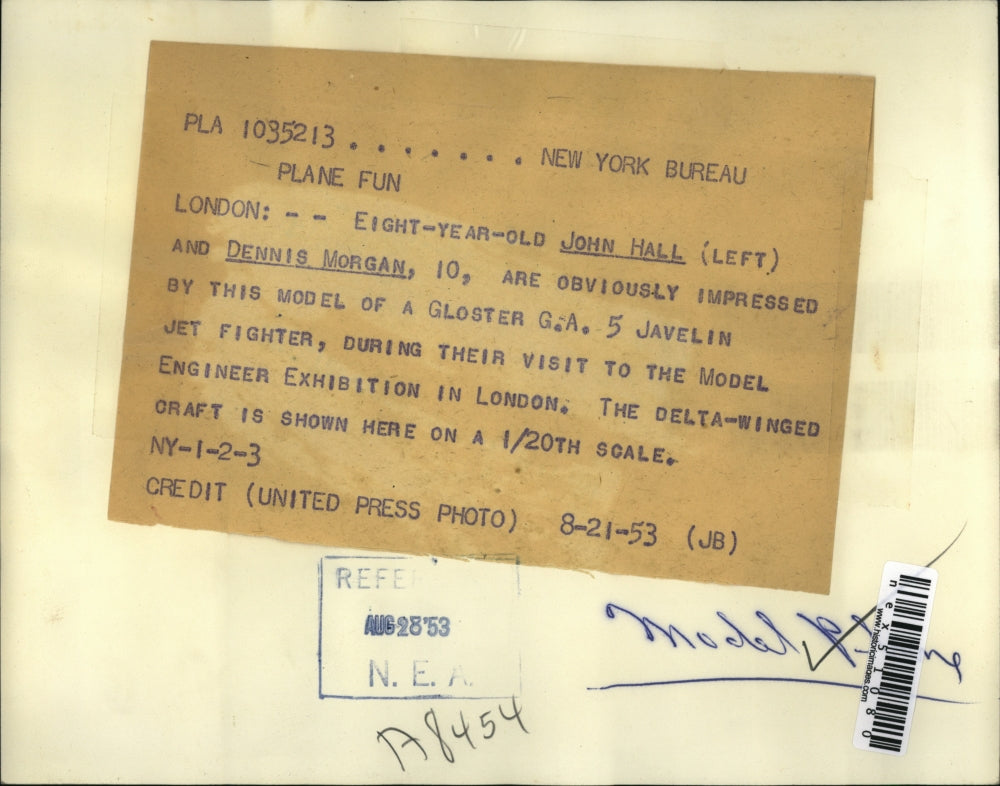 PLA 1035213 . . . . . . . NEW YORK BUREAU
PLANE FUN
LONDON: - - EIGHT-YEAR-OLD JOHN HALL (LEFT)
AND DENNIS MORGAN, 10, ARE OBVIOUSLY IMPRESSED
BY THIS MODEL OF A GLOSTER G.A. 5 JAVELIN
JET FIGHTER, DURING THEIR VISIT TO THE MODEL
ENGINEER EXHIBITION IN LONDON. THE DELTA-WINGED
CRAFT IS SHOWN HERE ON A 1/20TH SCALE.
NY-1-2-3
CREDIT (UNITED PRESS PHOTO) 8-21-53 (JB)
AUG 28 '53
N. E. A.
Model
A8454
www.historicimages.com
nex51080